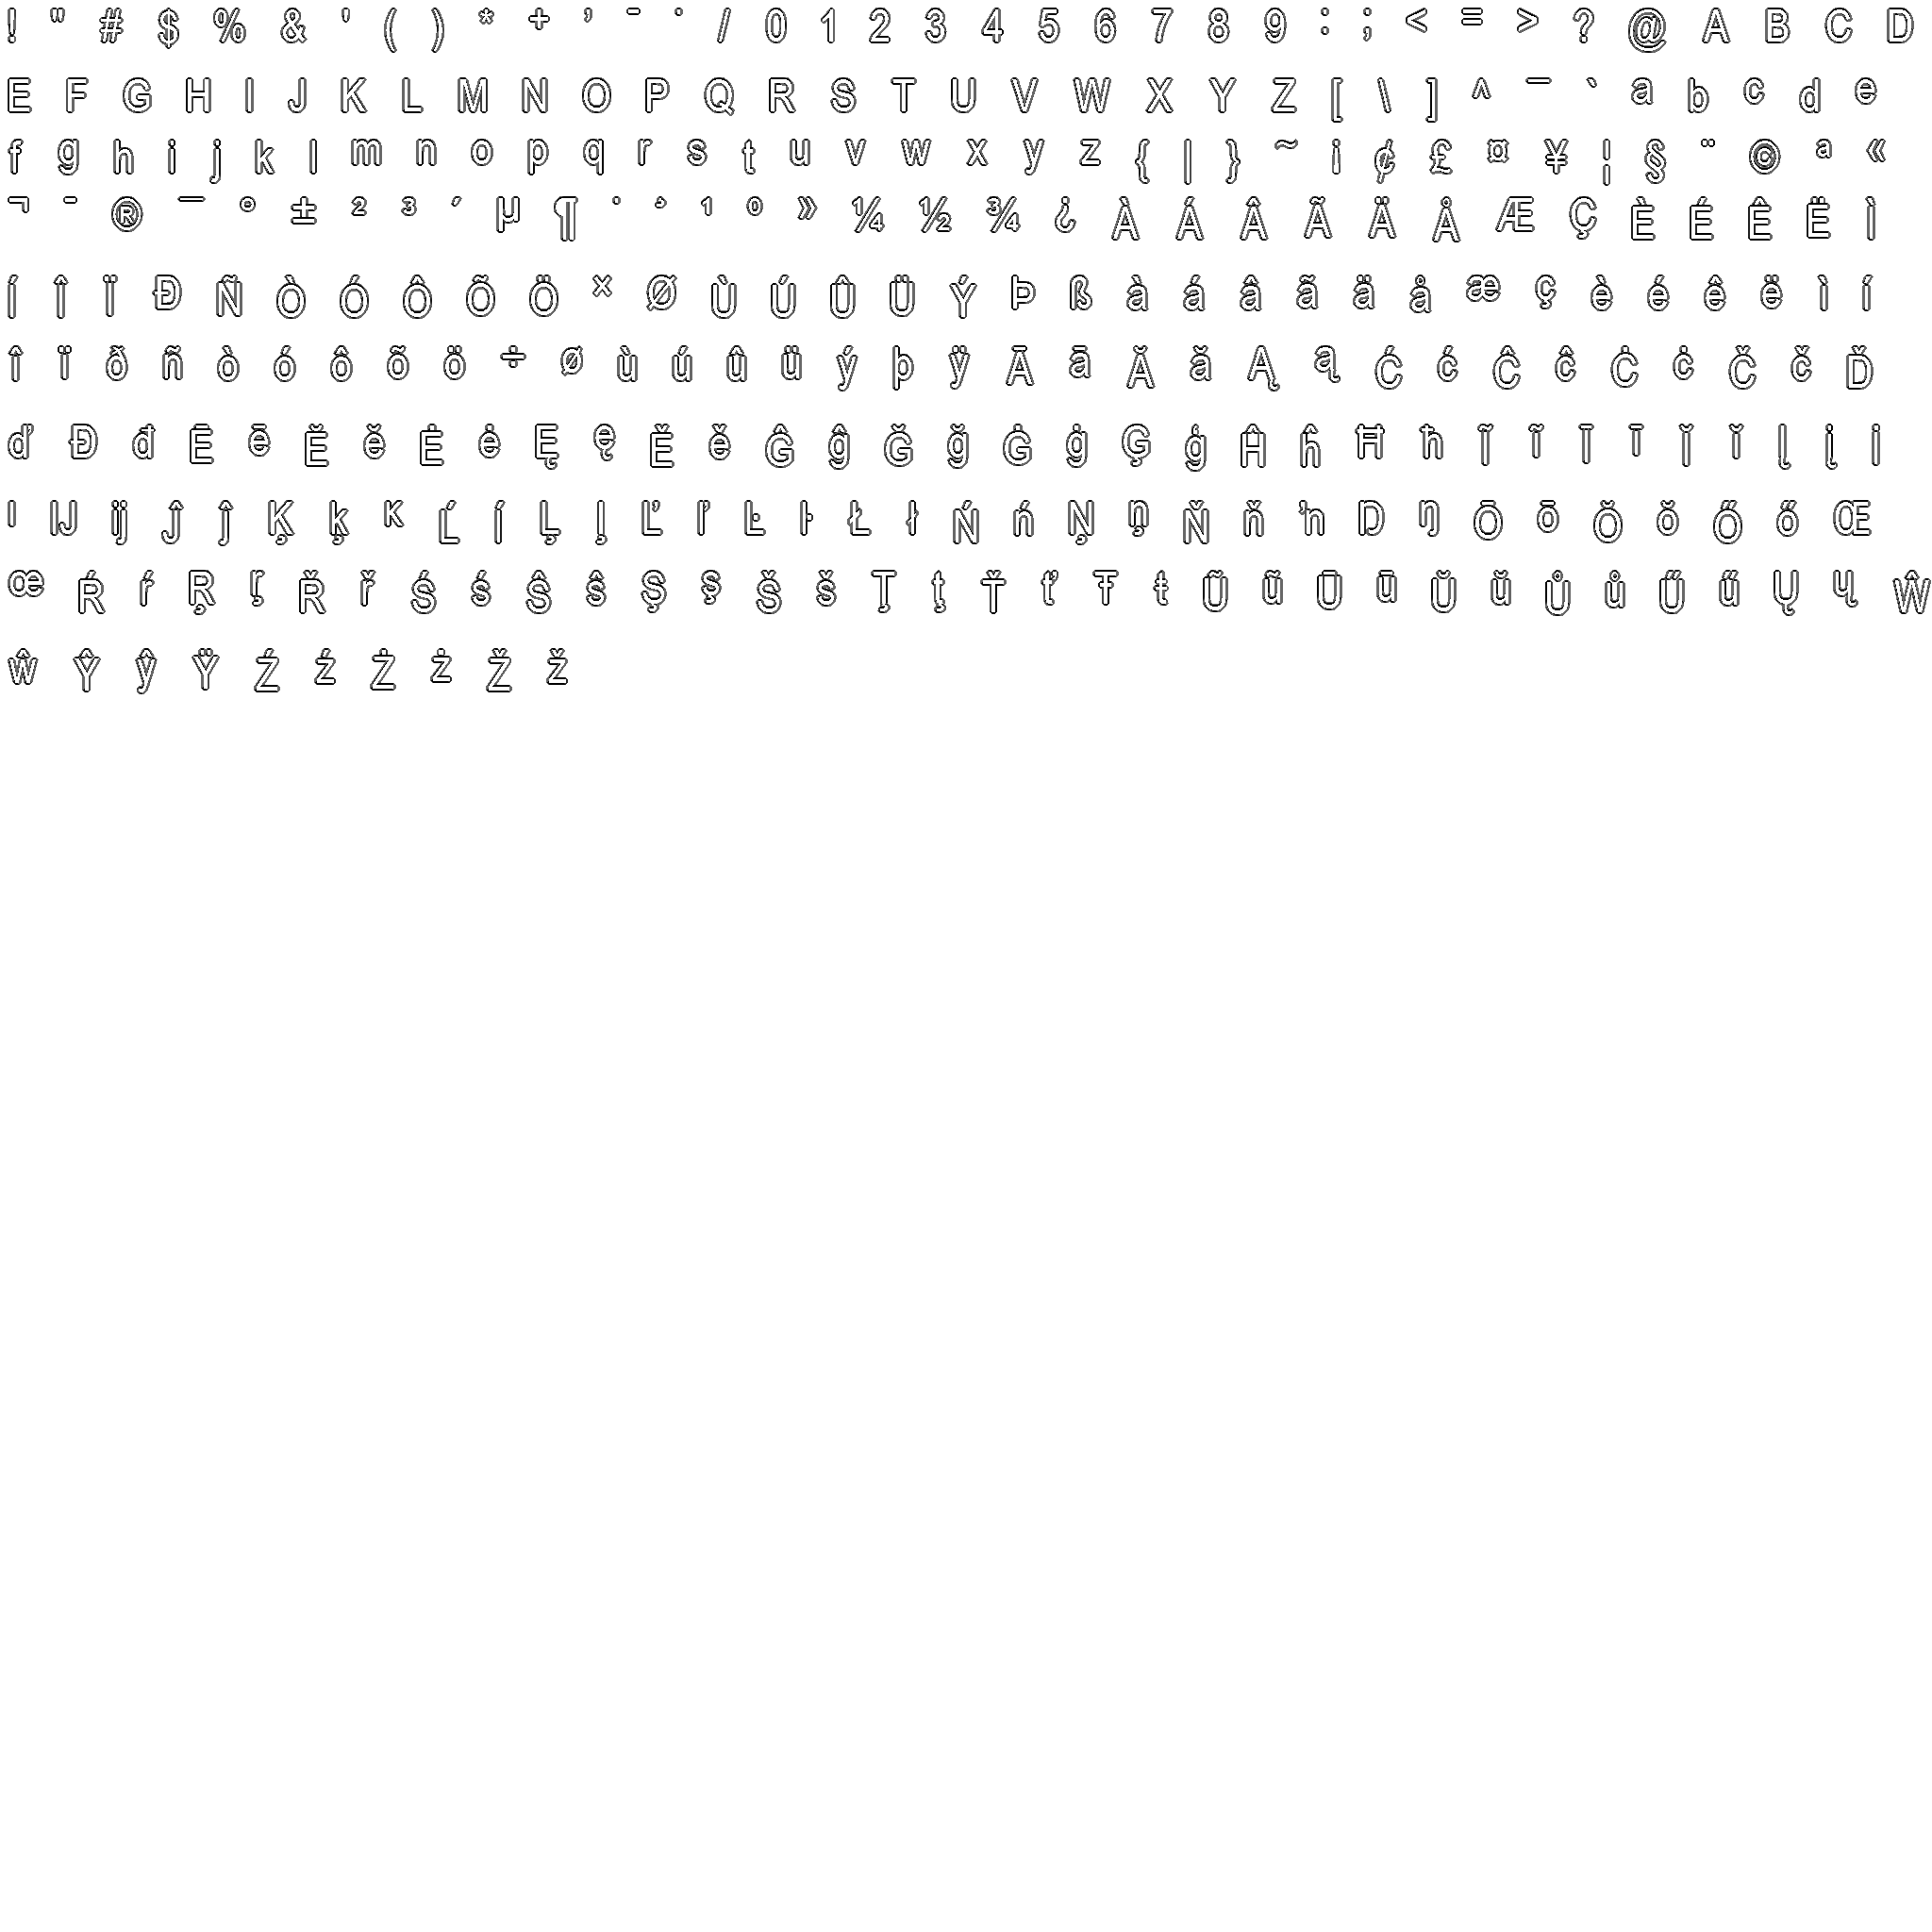 ! " # $ % & ' ( ) * + , - . / 0 1 2 3 4 5 6 7 8 9 : ; < = > ? @ A B C D
E F G H I J K L M N O P Q R S T U V W X Y Z [ \ ] ^ _ ` a b c d e
f g h i j k l m n o p q r s t u v w x y z { | } ~ ¡ ¢ £ ¤ ¥ ¦ § ¨ © ª «
¬ - ® ¯ ° ± ² ³ ´ µ ¶ · ¸ ¹ º » ¼ ½ ¾ ¿ À Á Â Ã Ä Å Æ Ç È É Ê Ë Ì
Í Î Ï Ð Ñ Ò Ó Ô Õ Ö × Ø Ù Ú Û Ü Ý Þ ß à á â ã ä å æ ç è é ê ë ì í
î ï ð ñ ò ó ô õ ö ÷ ø ù ú û ü ý þ ÿ Ā ā Ă ă Ą ą Ć ć Ĉ ĉ Ċ ċ Č č Ď
ď Đ đ Ē ē Ĕ ĕ Ė ė Ę ę Ě ě Ĝ ĝ Ğ ğ Ġ ġ Ģ ģ Ĥ ĥ Ħ ħ Ĩ ĩ Ī ī Ĭ ĭ Į į İ
ı Ĳ ĳ Ĵ ĵ Ķ ķ ĸ Ĺ ĺ Ļ ļ Ľ ľ Ŀ ŀ Ł ł Ń ń Ņ ņ Ň ň ŉ Ŋ ŋ Ō ō Ŏ ŏ Ő ő Œ
œ Ŕ ŕ Ŗ ŗ Ř ř Ś ś Ŝ ŝ Ş ş Š š Ţ ţ Ť ť Ŧ ŧ Ũ ũ Ū ū Ŭ ŭ Ů ů Ű ű Ų ų Ŵ
ŵ Ŷ ŷ Ÿ Ź ź Ż ż Ž ž